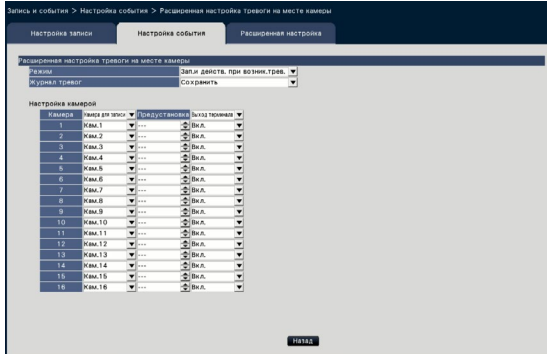 Запись и события > Настройка события > Расширенная настройка тревоги на месте камеры
Настройка записи Настройка события Расширенная настройка
Расширенная настройка тревоги на месте камеры
Режим Зап.и действ. при возник.трев.
Журнал тревог Сохранить
Настройка камерой
Камера Камера для записи Предустановка Выход терминала
1 Кам.1 --- Вкл.
2 Кам.2 --- Вкл.
3 Кам.3 --- Вкл.
4 Кам.4 --- Вкл.
5 Кам.5 --- Вкл.
6 Кам.6 --- Вкл.
7 Кам.7 --- Вкл.
8 Кам.8 --- Вкл.
9 Кам.9 --- Вкл.
10 Кам.10 --- Вкл.
11 Кам.11 --- Вкл.
12 Кам.12 --- Вкл.
13 Кам.13 --- Вкл.
14 Кам.14 --- Вкл.
15 Кам.15 --- Вкл.
16 Кам.16 --- Вкл.
Назад